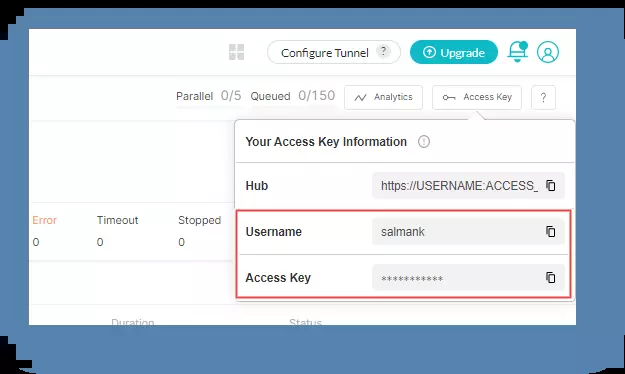 Configure Tunnel ? Upgrade
Parallel 0/5 Queued 0/150 Analytics Access Key ?
Your Access Key Information
Hub https://USERNAME:ACCESS_
Error Timeout Stopped
Username salmank
0 0 0
Access Key ***********
Duration Status